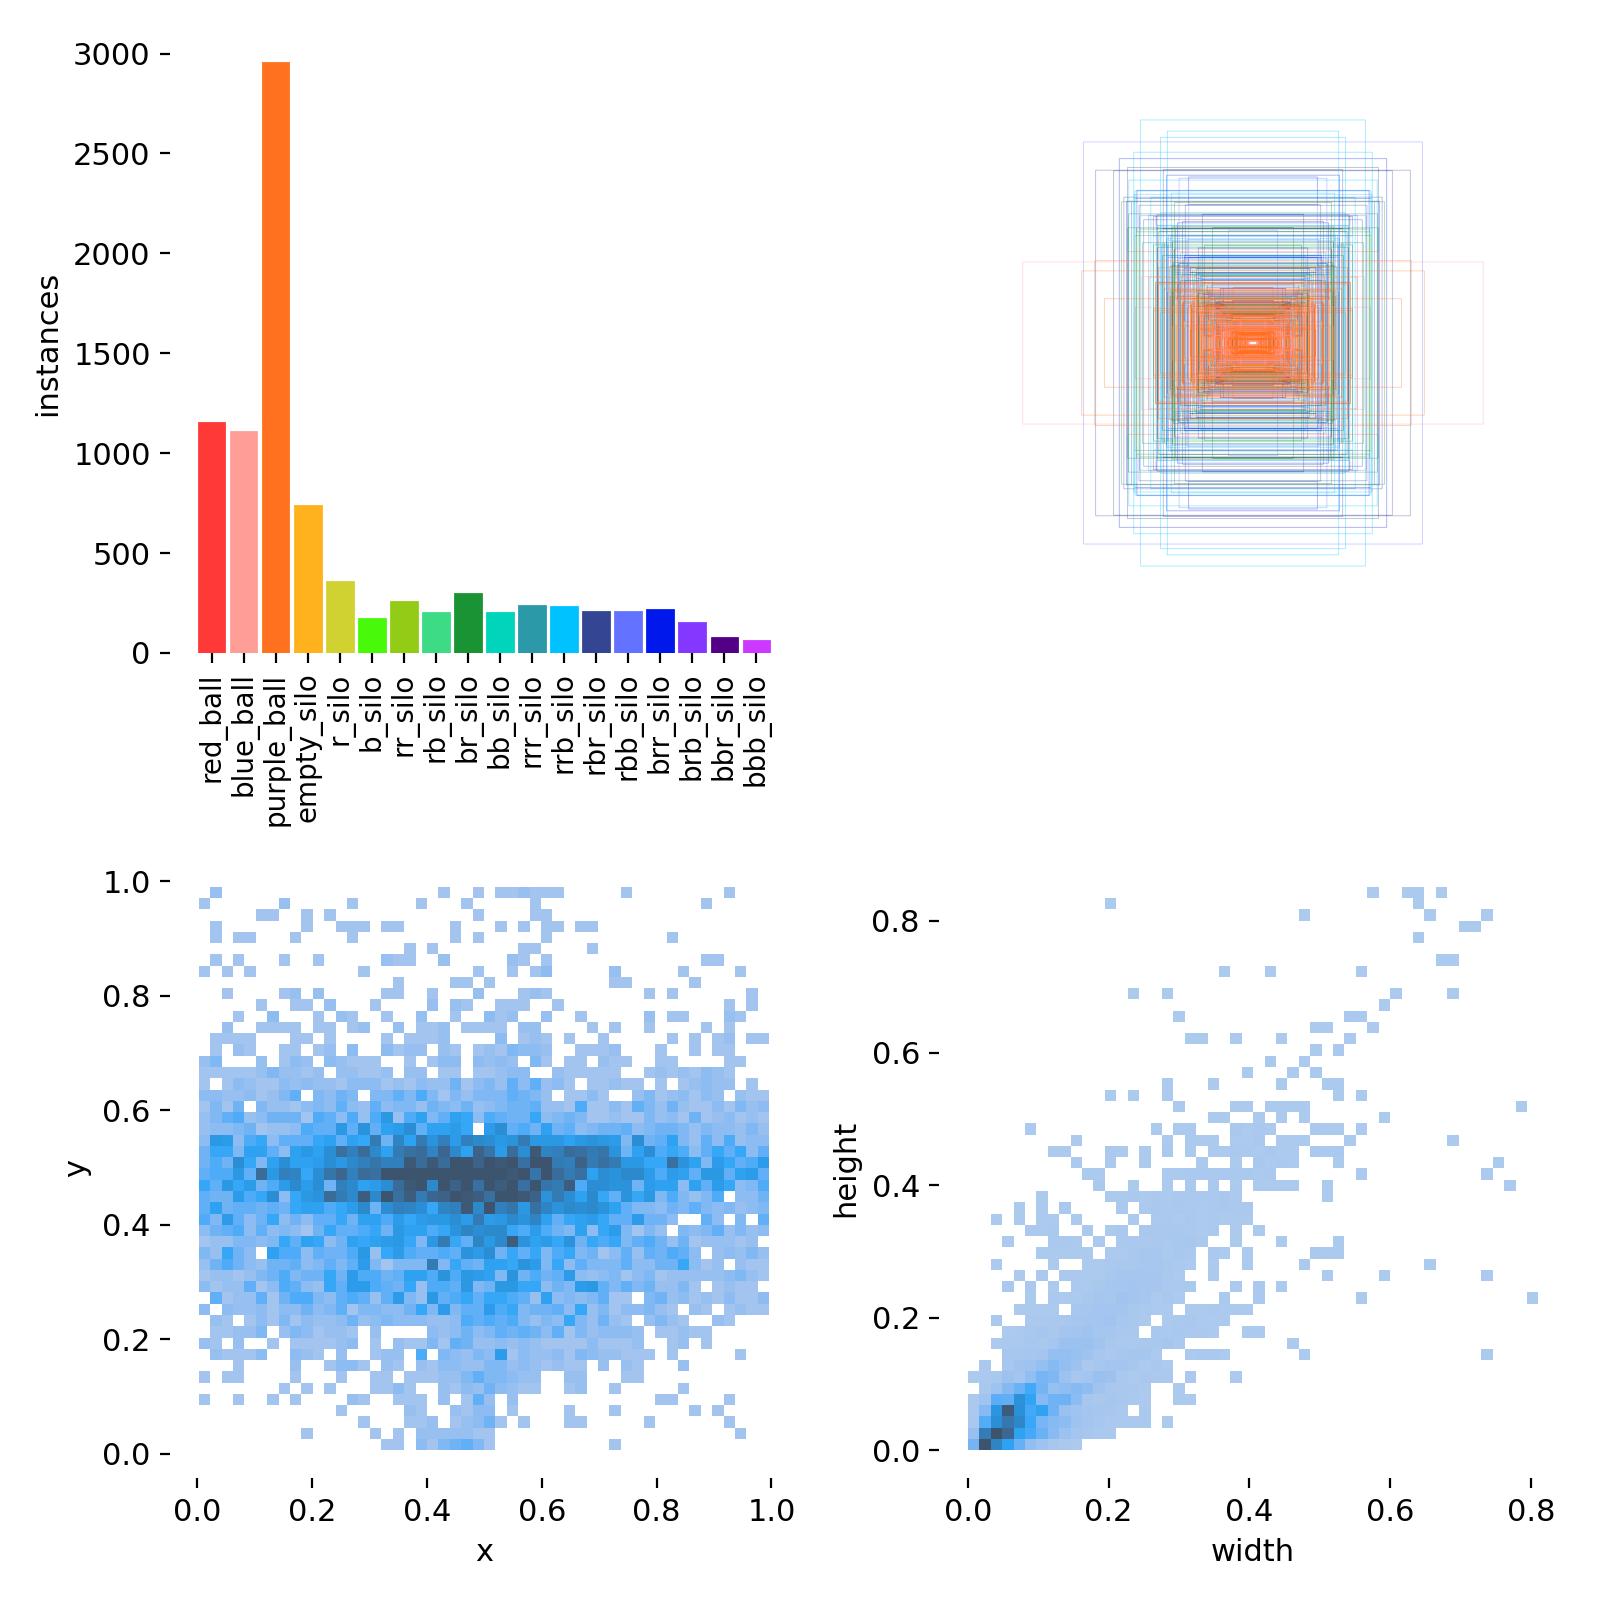 3000
2500
2000
1500
1000
500
0
instances
red_ball
blue_ball
purple_ball
empty_silo
r_silo
b_silo
rr_silo
rb_silo
br_silo
bb_silo
rrr_silo
rrb_silo
rbr_silo
rbb_silo
brr_silo
brb_silo
bbr_silo
bbb_silo
1.0
0.8
0.6
0.4
0.2
0.0
y
0.0 0.2 0.4 0.6 0.8 1.0
x
0.8
0.6
0.4
0.2
0.0
height
0.0 0.2 0.4 0.6 0.8
width